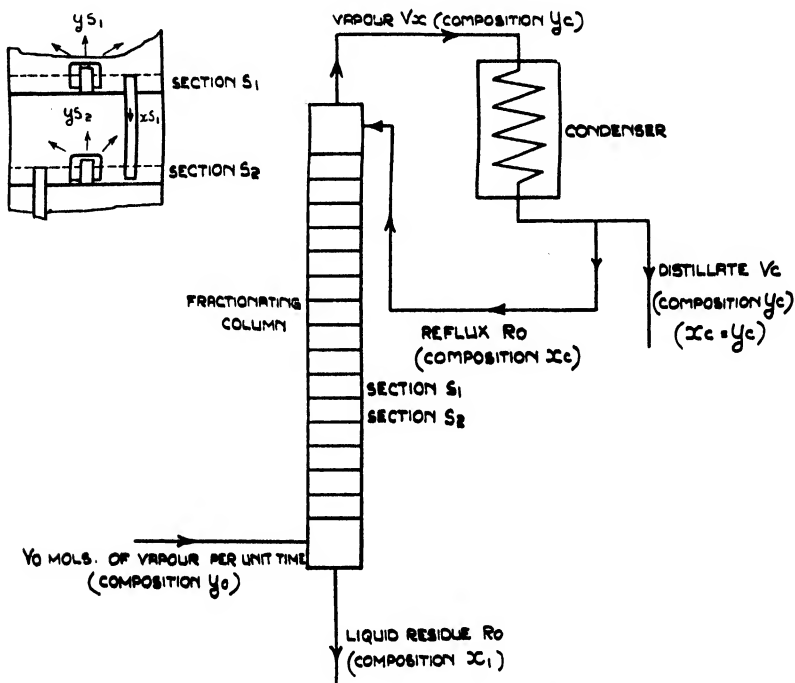 yS1
SECTION S1
yS2
xS1
SECTION S2
VAPOUR Vx (COMPOSITION yc)
CONDENSER
FRACTIONATING
COLUMN
DISTILLATE Vc
(COMPOSITION yc)
(xc = yc)
REFLUX Ro
(COMPOSITION xc)
SECTION S1
SECTION S2
Vo MOLS. OF VAPOUR PER UNIT TIME
(COMPOSITION yo)
LIQUID RESIDUE Ro
(COMPOSITION x1)